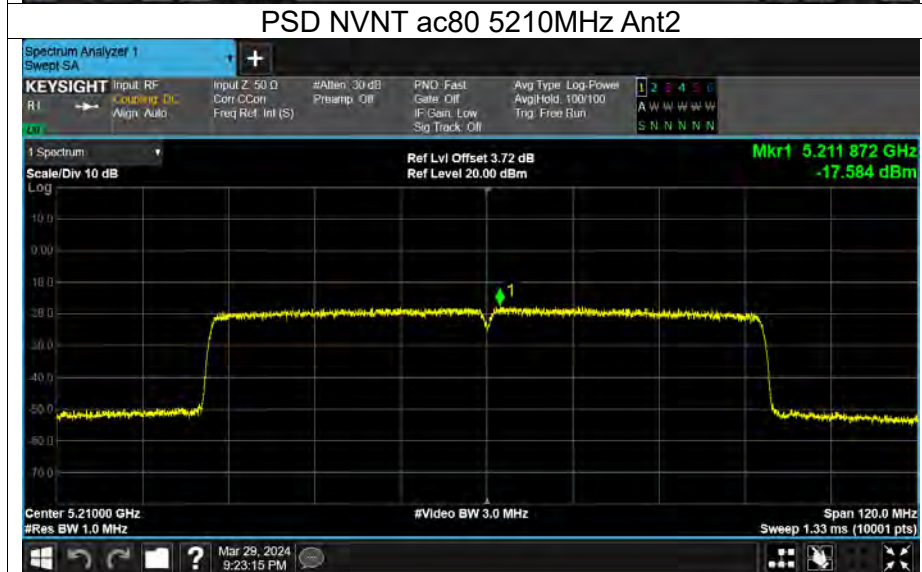 PSD NVNT ac80 5210MHz Ant2
Spectrum Analyzer 1
Swept SA
+
KEYSIGHT
Input: RF
Coupling: DC
Align: Auto
Input Z: 50 Ω
Corr CCorr
Freq Ref: Int (S)
#Atten: 30 dB
Preamp: Off
PNO: Fast
Gate: Off
IF Gain: Low
Sig Track: Off
Avg Type: Log-Power
Avg|Hold: 100/100
Trig: Free Run
1 2 3 4 5 6
A W W W W W
S N N N N N
1 Spectrum
Scale/Div 10 dB
Log
Ref Lvl Offset 3.72 dB
Ref Level 20.00 dBm
Mkr1 5.211 872 GHz
-17.584 dBm
10.0
0.00
-10.0
-20.0
-30.0
-40.0
-50.0
-60.0
-70.0
1
Center 5.21000 GHz
#Res BW 1.0 MHz
#Video BW 3.0 MHz
Span 120.0 MHz
Sweep 1.33 ms (10001 pts)
?
Mar 29, 2024
9:23:15 PM